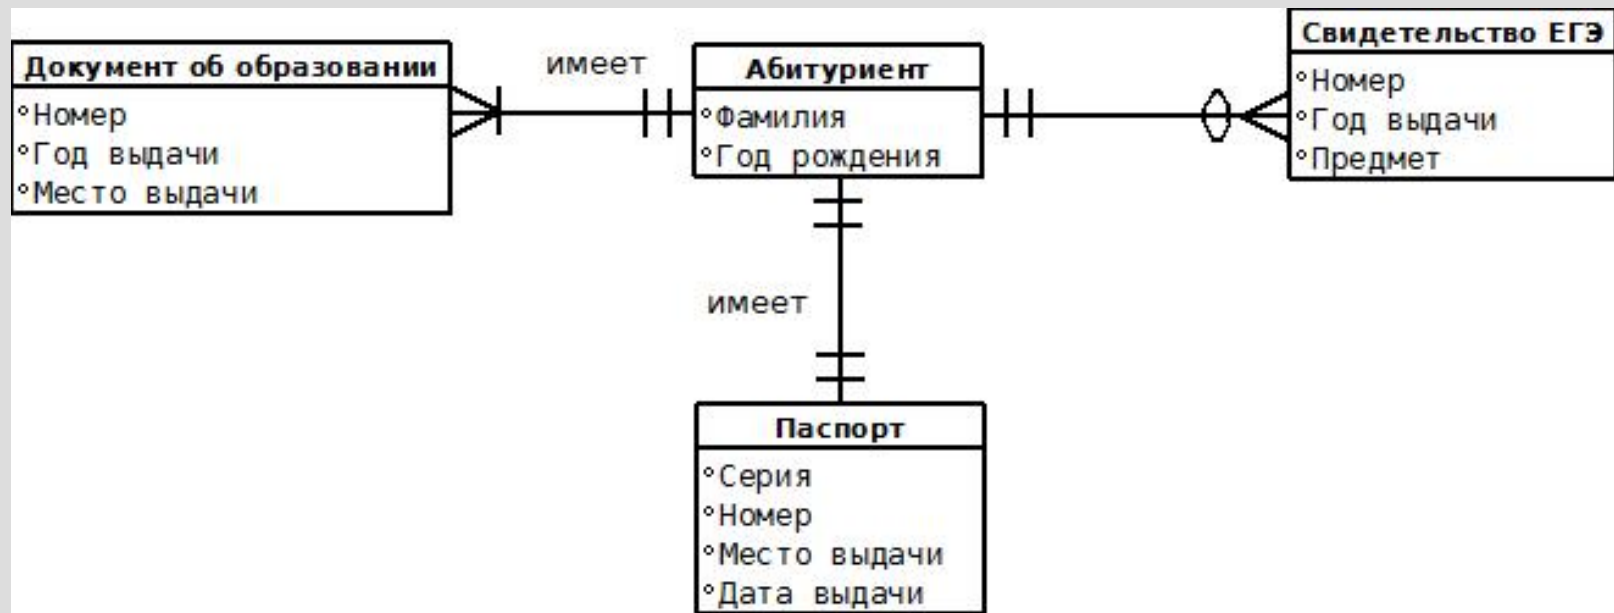 Документ об образовании
°Номер
°Год выдачи
°Место выдачи
имеет
Абитуриент
°Фамилия
°Год рождения
Свидетельство ЕГЭ
°Номер
°Год выдачи
°Предмет
имеет
Паспорт
°Серия
°Номер
°Место выдачи
°Дата выдачи